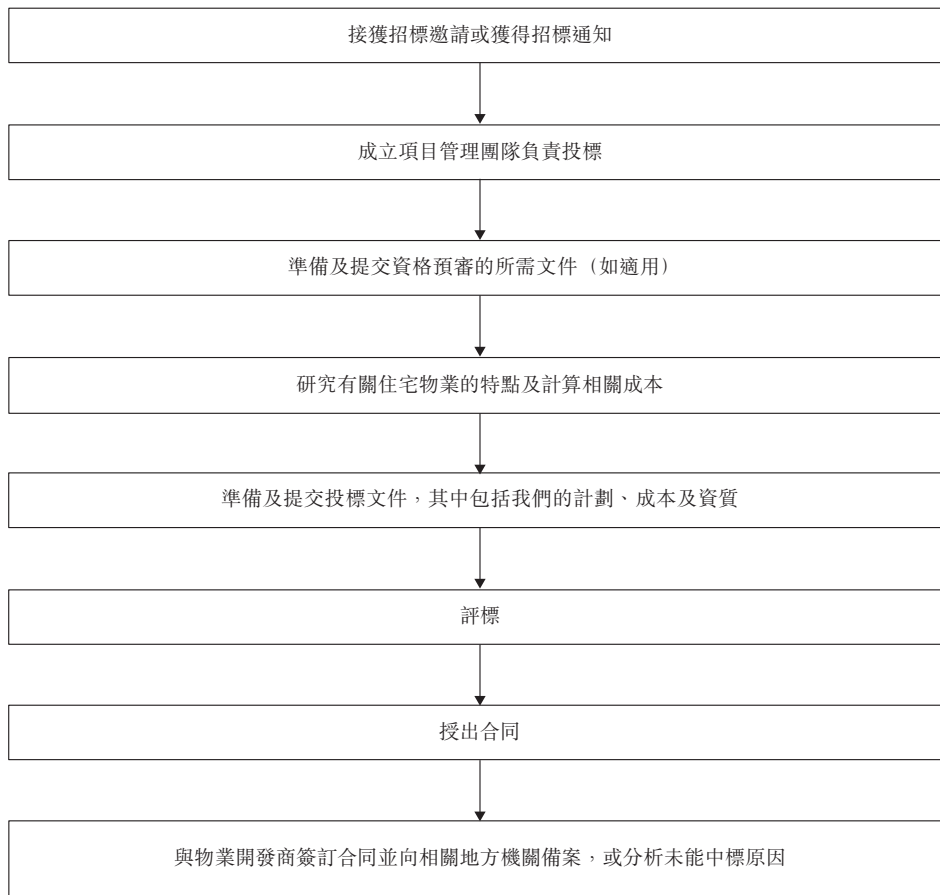 接獲招標邀請或獲得招標通知
成立項目管理團隊負責投標
準備及提交資格預審的所需文件（如適用）
研究有關住宅物業的特點及計算相關成本
準備及提交投標文件，其中包括我們的計劃、成本及資質
評標
授出合同
與物業開發商簽訂合同並向相關地方機關備案，或分析未能中標原因